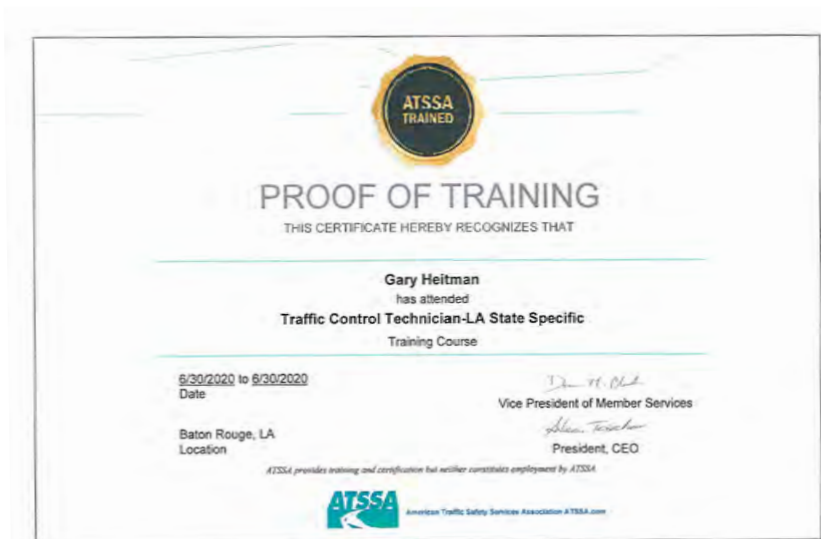 ATSSA
TRAINED
PROOF OF TRAINING
THIS CERTIFICATE HEREBY RECOGNIZES THAT
Gary Heitman
has attended
Traffic Control Technician-LA State Specific
Training Course
6/30/2020 to 6/30/2020
Date
Vice President of Member Services
Baton Rouge, LA
Location
President, CEO
ATSSA provides training and certification but neither constitutes employment by ATSSA
ATSSA
American Traffic Safety Services Association ATSSA.com